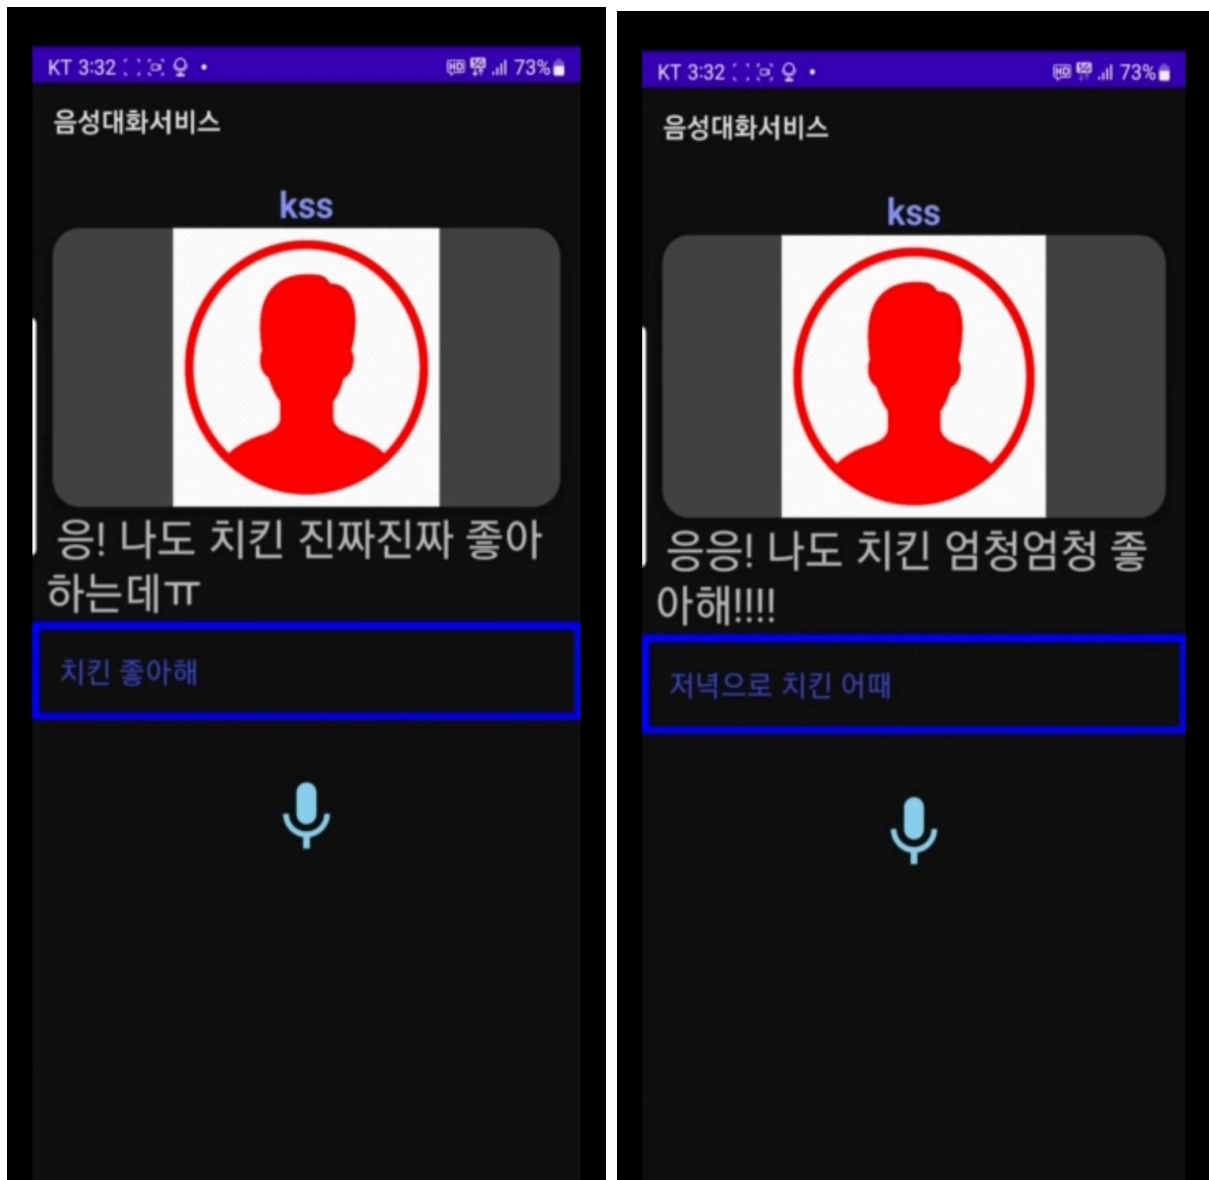 KT 3:32
73%
음성대화서비스
kss
응! 나도 치킨 진짜진짜 좋아
하는데ㅠ
치킨 좋아해
KT 3:32
73%
음성대화서비스
kss
응응! 나도 치킨 엄청엄청 좋
아해!!!!
저녁으로 치킨 어때